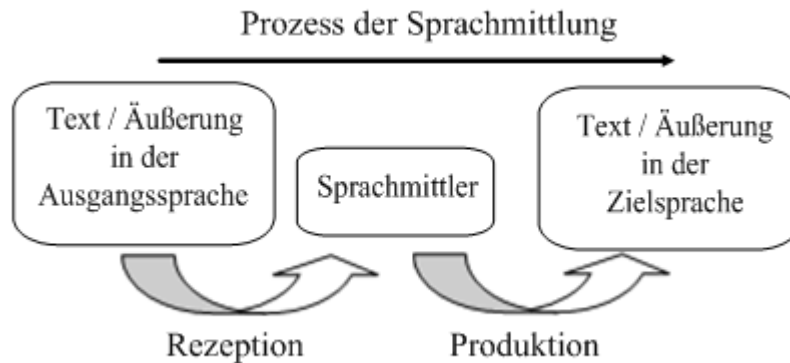 Prozess der Sprachmittlung
Text / Äußerung
in der
Ausgangssprache
Sprachmittler
Text / Äußerung
in der
Zielsprache
Rezeption
Produktion